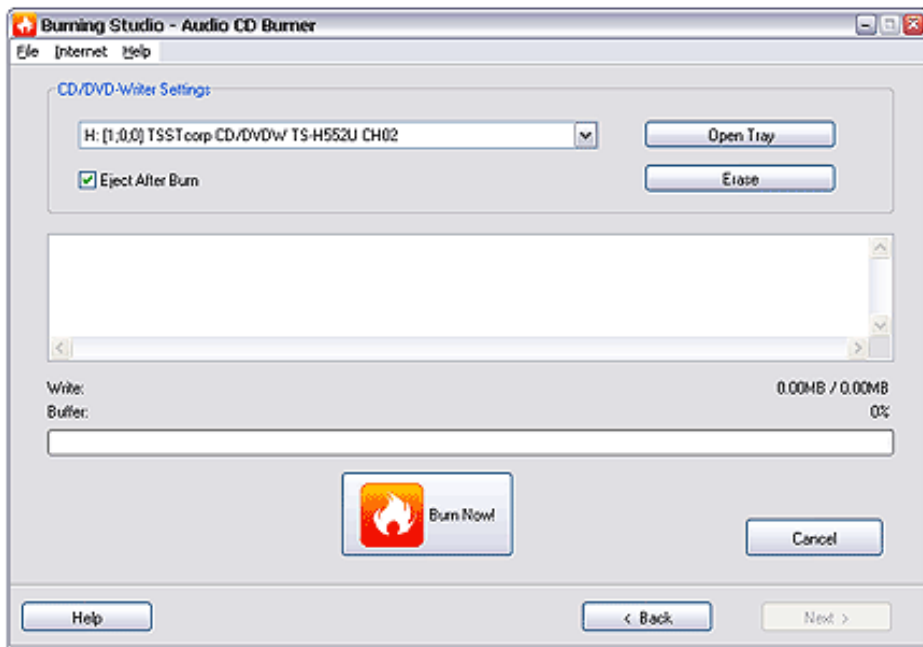 Burning Studio - Audio CD Burner
File Internet Help
CD/DVD-Writer Settings
H: [1;0;0] TSSTcorp CD/DVDW TS-H552U CH02
Open Tray
Eject After Burn
Erase
Write:
0.00MB / 0.00MB
Buffer:
0%
Burn Now!
Cancel
Help
< Back
Next >